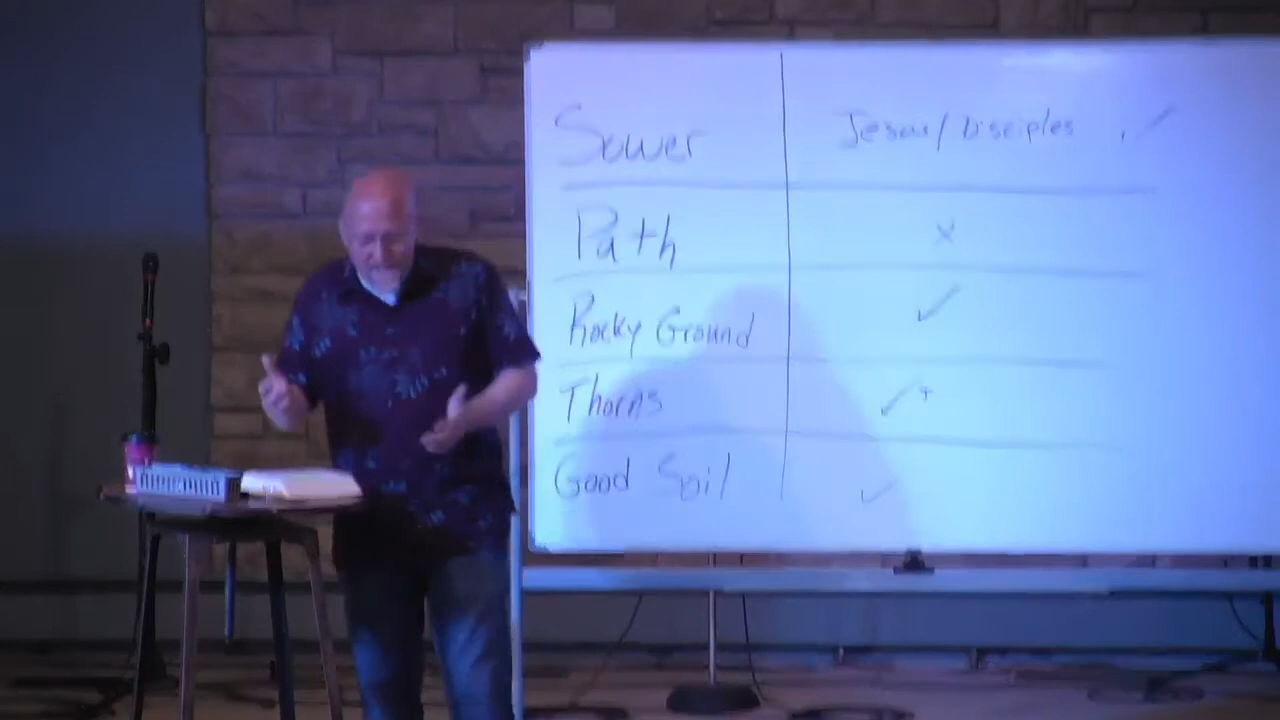 Sower Jesus/Disciples ✓
Path x
Rocky Ground ✓
Thorns ✓+
Good Soil ✓